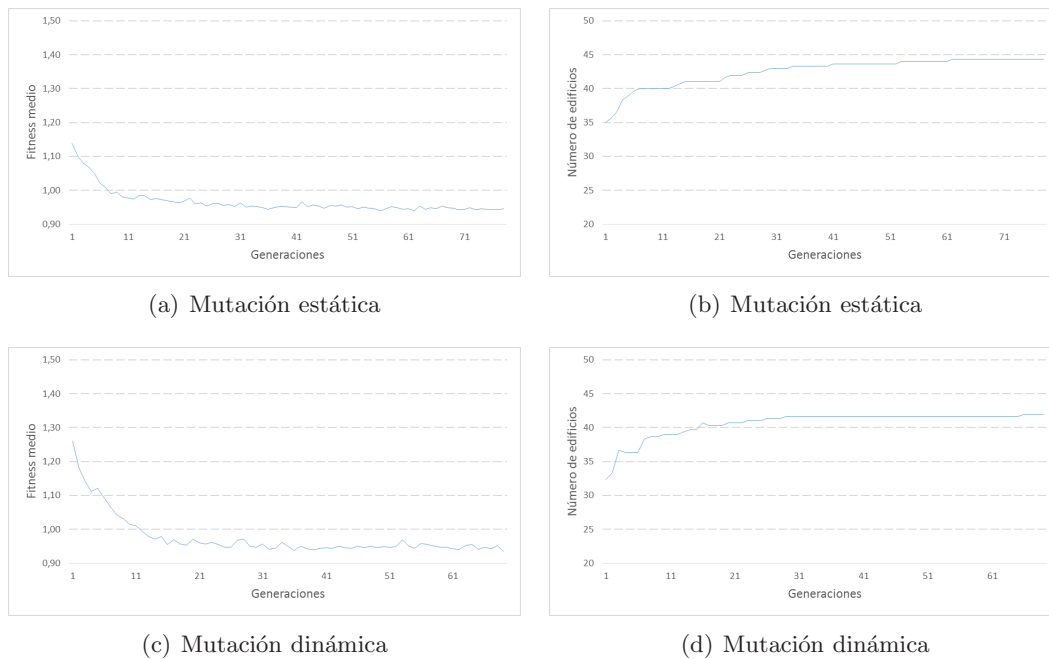 1,50
1,40
1,30
1,20
1,10
1,00
0,90
Fitness medio
1 11 21 31 41 51 61 71
Generaciones
(a) Mutación estática
50
45
40
35
30
25
20
Número de edificios
1 11 21 31 41 51 61 71
Generaciones
(b) Mutación estática
1,50
1,40
1,30
1,20
1,10
1,00
0,90
Fitness medio
1 11 21 31 41 51 61
Generaciones
(c) Mutación dinámica
50
45
40
35
30
25
20
Número de edificios
1 11 21 31 41 51 61
Generaciones
(d) Mutación dinámica